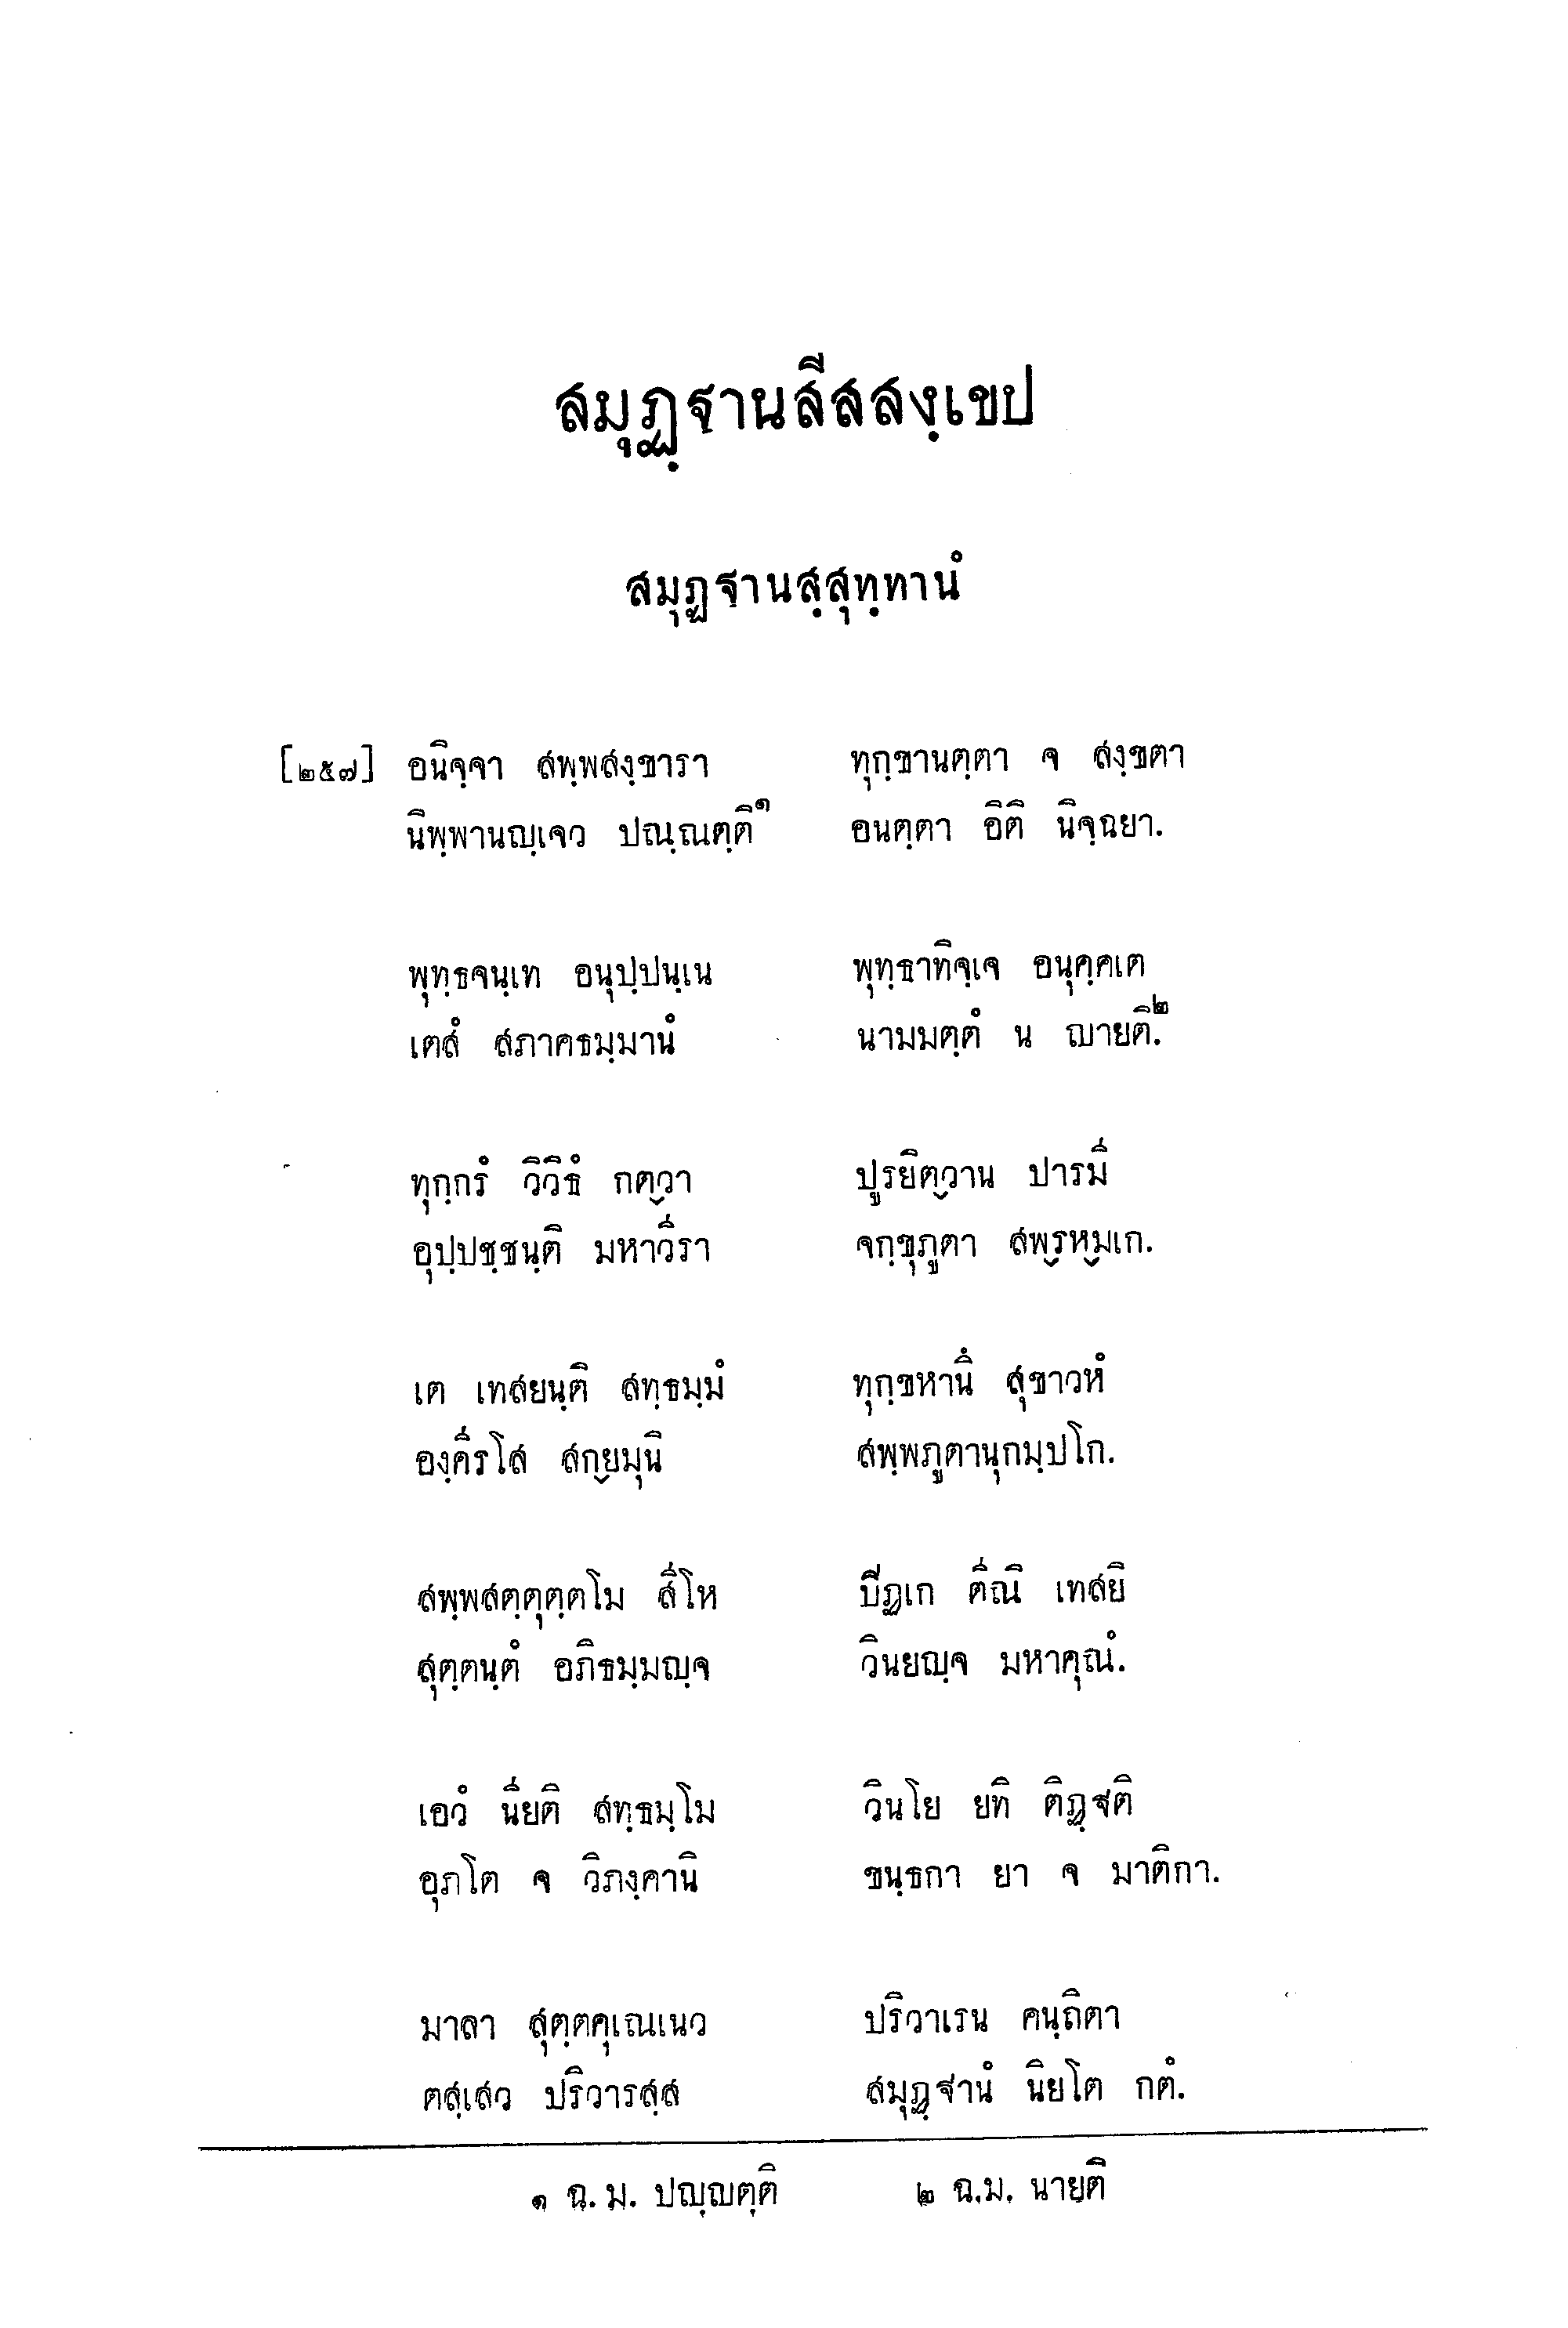 สมุฏฺฐานสีสสงฺเขป
สมุฏฺฐานสฺสุทฺทานํ
[๒๕๗] อนิจฺจา สพฺพสงฺขารา ทุกฺขานตฺตา จ สงฺขตา
นิพฺพานญฺเจว ปณฺณตฺติ๑ อนตฺตา อิติ นิจฺฉยา.
พุทฺธจนฺเท อนุปฺปนฺเน พุทฺธาทิจฺเจ อนุคฺคเต
เตสํ สภาคธมฺมานํ นามมตฺตํ น ญายติ.๒
ทุกฺกรํ วิวิธํ กตฺวา ปูรยิตฺวาน ปารมี
อุปฺปชฺชนฺติ มหาวีรา จกฺขุภูตา สพฺรหฺมเก.
เต เทสยนฺติ สทฺธมฺมํ ทุกฺขหานึ สุขาวหํ
องฺคีรโส สกฺยมุนิ สพฺพภูตานุกมฺปโก.
สพฺพสตฺตุตฺตโม สีโห ปิฏเก ตีณิ เทสยิ
สุตฺตนฺตํ อภิธมฺมญฺจ วินยญฺจ มหาคุณํ.
เอวํ นียติ สทฺธมฺโม วินโย ยทิ ติฏฺฐติ
อุภโต จ วิภงฺคานิ ขนฺธกา ยา จ มาติกา.
มาลา สุตฺตคุเณเนว ปริวาเรน คนฺถิตา
ตสฺเสว ปริวารสฺส สมุฏฺฐานํ นิยโต กตํ.
๑ ฉ.ม. ปญฺญตฺติ ๒ ฉ.ม. นายติ